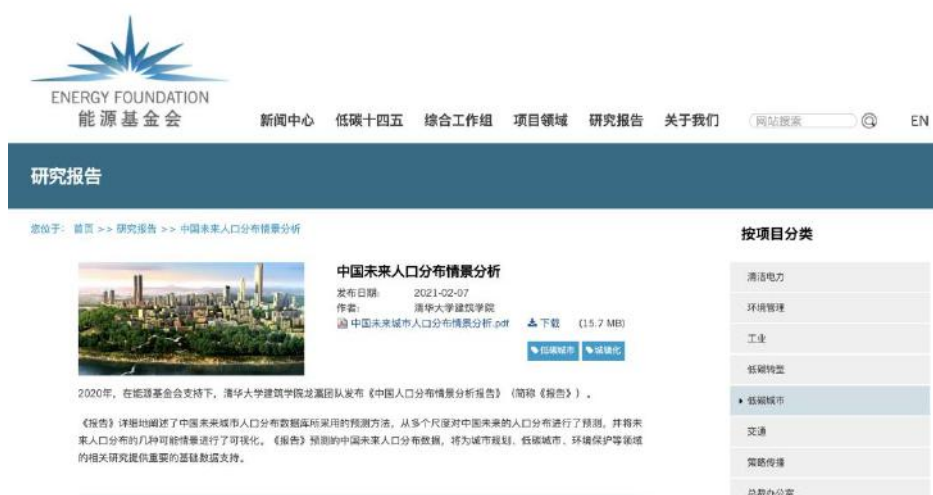 ENERGY FOUNDATION
能源基金会
新闻中心 低碳十四五 综合工作组 项目领域 研究报告 关于我们 网站搜索 EN
研究报告
您位于: 首页 >> 研究报告 >> 中国未来人口分布情景分析
中国未来人口分布情景分析
发布日期: 2021-02-07
作者: 清华大学建筑学院
中国未来城市人口分布情景分析.pdf 下载 (15.7 MB)
低碳城市 城镇化
2020年，在能源基金会支持下，清华大学建筑学院龙瀛团队发布《中国人口分布情景分析报告》（简称《报告》）。
《报告》详细地阐述了中国未来城市人口分布数据库所采用的预测方法，从多个尺度对中国未来的人口分布进行了预测，并将未
来人口分布的几种可能情景进行了可视化。《报告》预测的中国未来人口分布数据，将为城市规划、低碳城市、环境保护等领域
的相关研究提供重要的基础数据支持。
按项目分类
清洁电力
环境管理
工业
低碳转型
低碳城市
交通
策略传播
总裁办公室